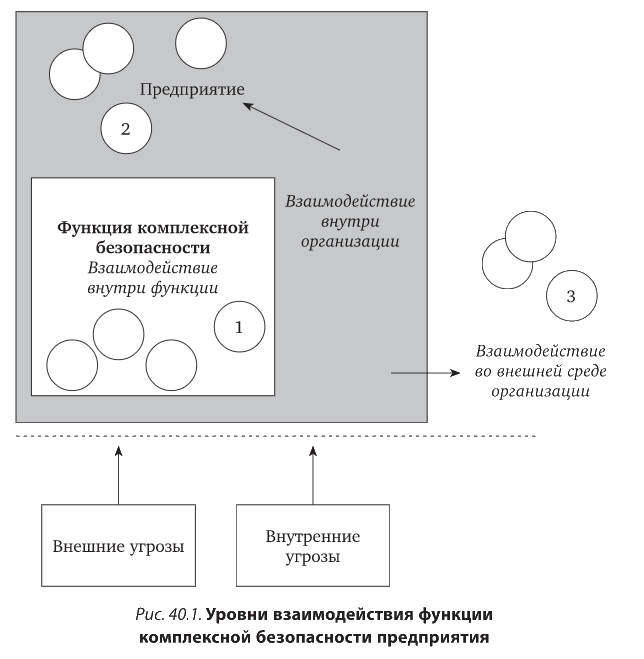 Предприятие
2
Взаимодействие
внутри
организации
Функция комплексной
безопасности
Взаимодействие
внутри функции
1
3
Взаимодействие
во внешней среде
организации
Внешние угрозы
Внутренние
угрозы
Рис. 40.1. Уровни взаимодействия функции
комплексной безопасности предприятия